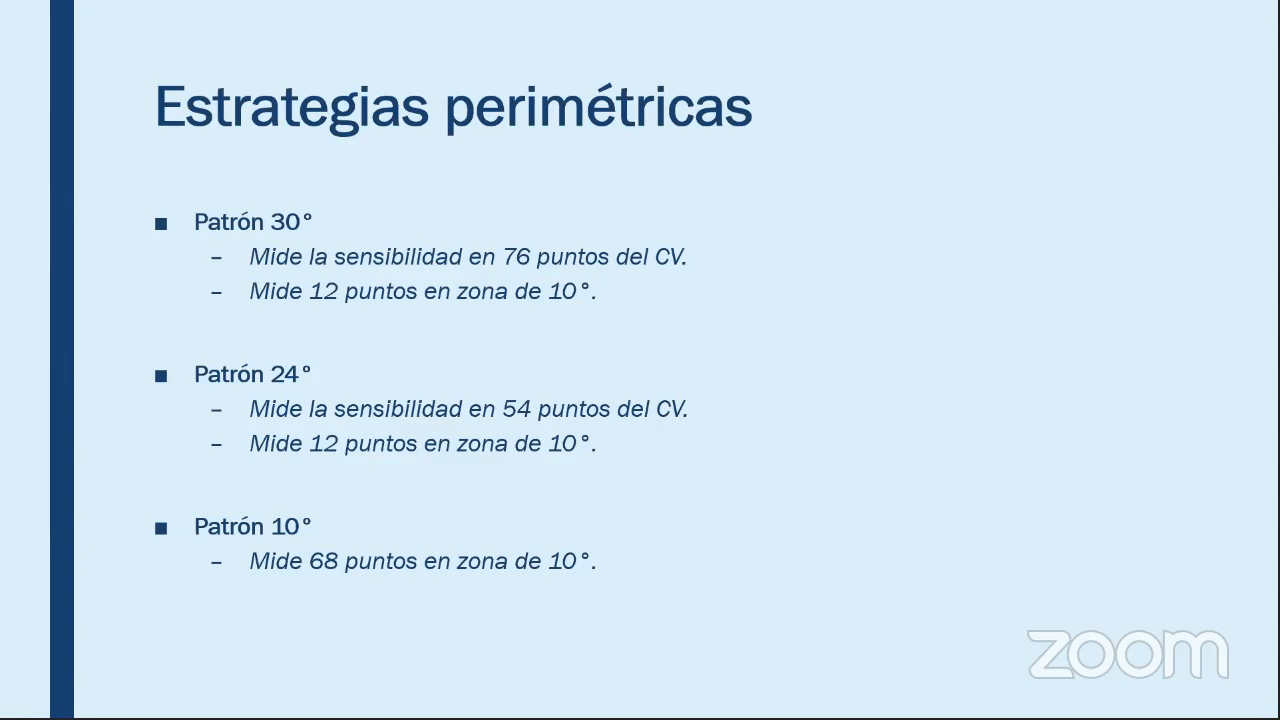 Estrategias perimétricas
■ Patrón 30°
– Mide la sensibilidad en 76 puntos del CV.
– Mide 12 puntos en zona de 10°.
■ Patrón 24°
– Mide la sensibilidad en 54 puntos del CV.
– Mide 12 puntos en zona de 10°.
■ Patrón 10°
– Mide 68 puntos en zona de 10°.
zoom